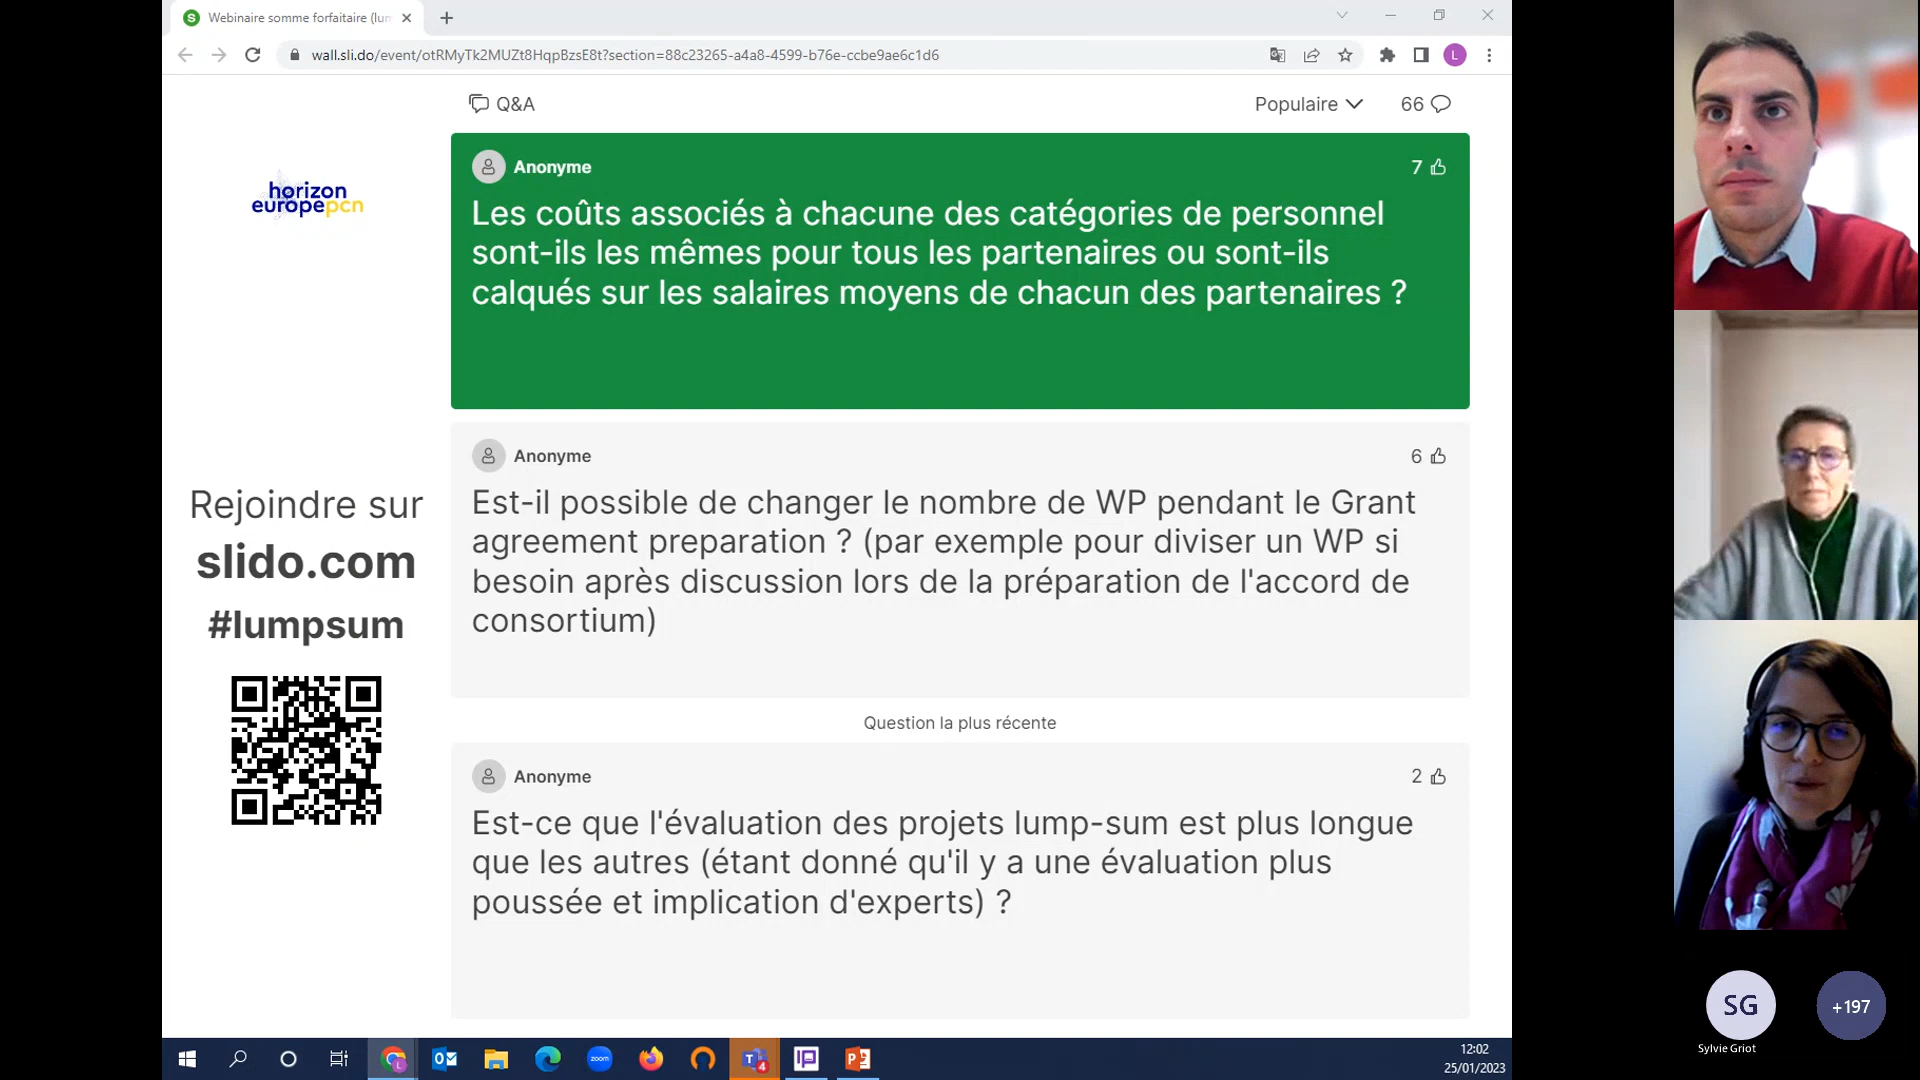 Webinaire somme forfaitaire (lum
wall.sli.do/event/otRMyTk2MUZt8HqpBzsE8t?section=88c23265-a4a8-4599-b76e-ccbe9ae6c1d6
L
Q&A
Populaire
66
horizon
europepcn
Rejoindre sur
slido.com
#lumpsum
Anonyme
7
Les coûts associés à chacune des catégories de personnel
sont-ils les mêmes pour tous les partenaires ou sont-ils
calqués sur les salaires moyens de chacun des partenaires ?
Anonyme
6
Est-il possible de changer le nombre de WP pendant le Grant
agreement preparation ? (par exemple pour diviser un WP si
besoin après discussion lors de la préparation de l'accord de
consortium)
Question la plus récente
Anonyme
2
Est-ce que l'évaluation des projets lump-sum est plus longue
que les autres (étant donné qu'il y a une évaluation plus
poussée et implication d'experts) ?
SG
Sylvie Griot
+197
zoom
4
12:02
25/01/2023